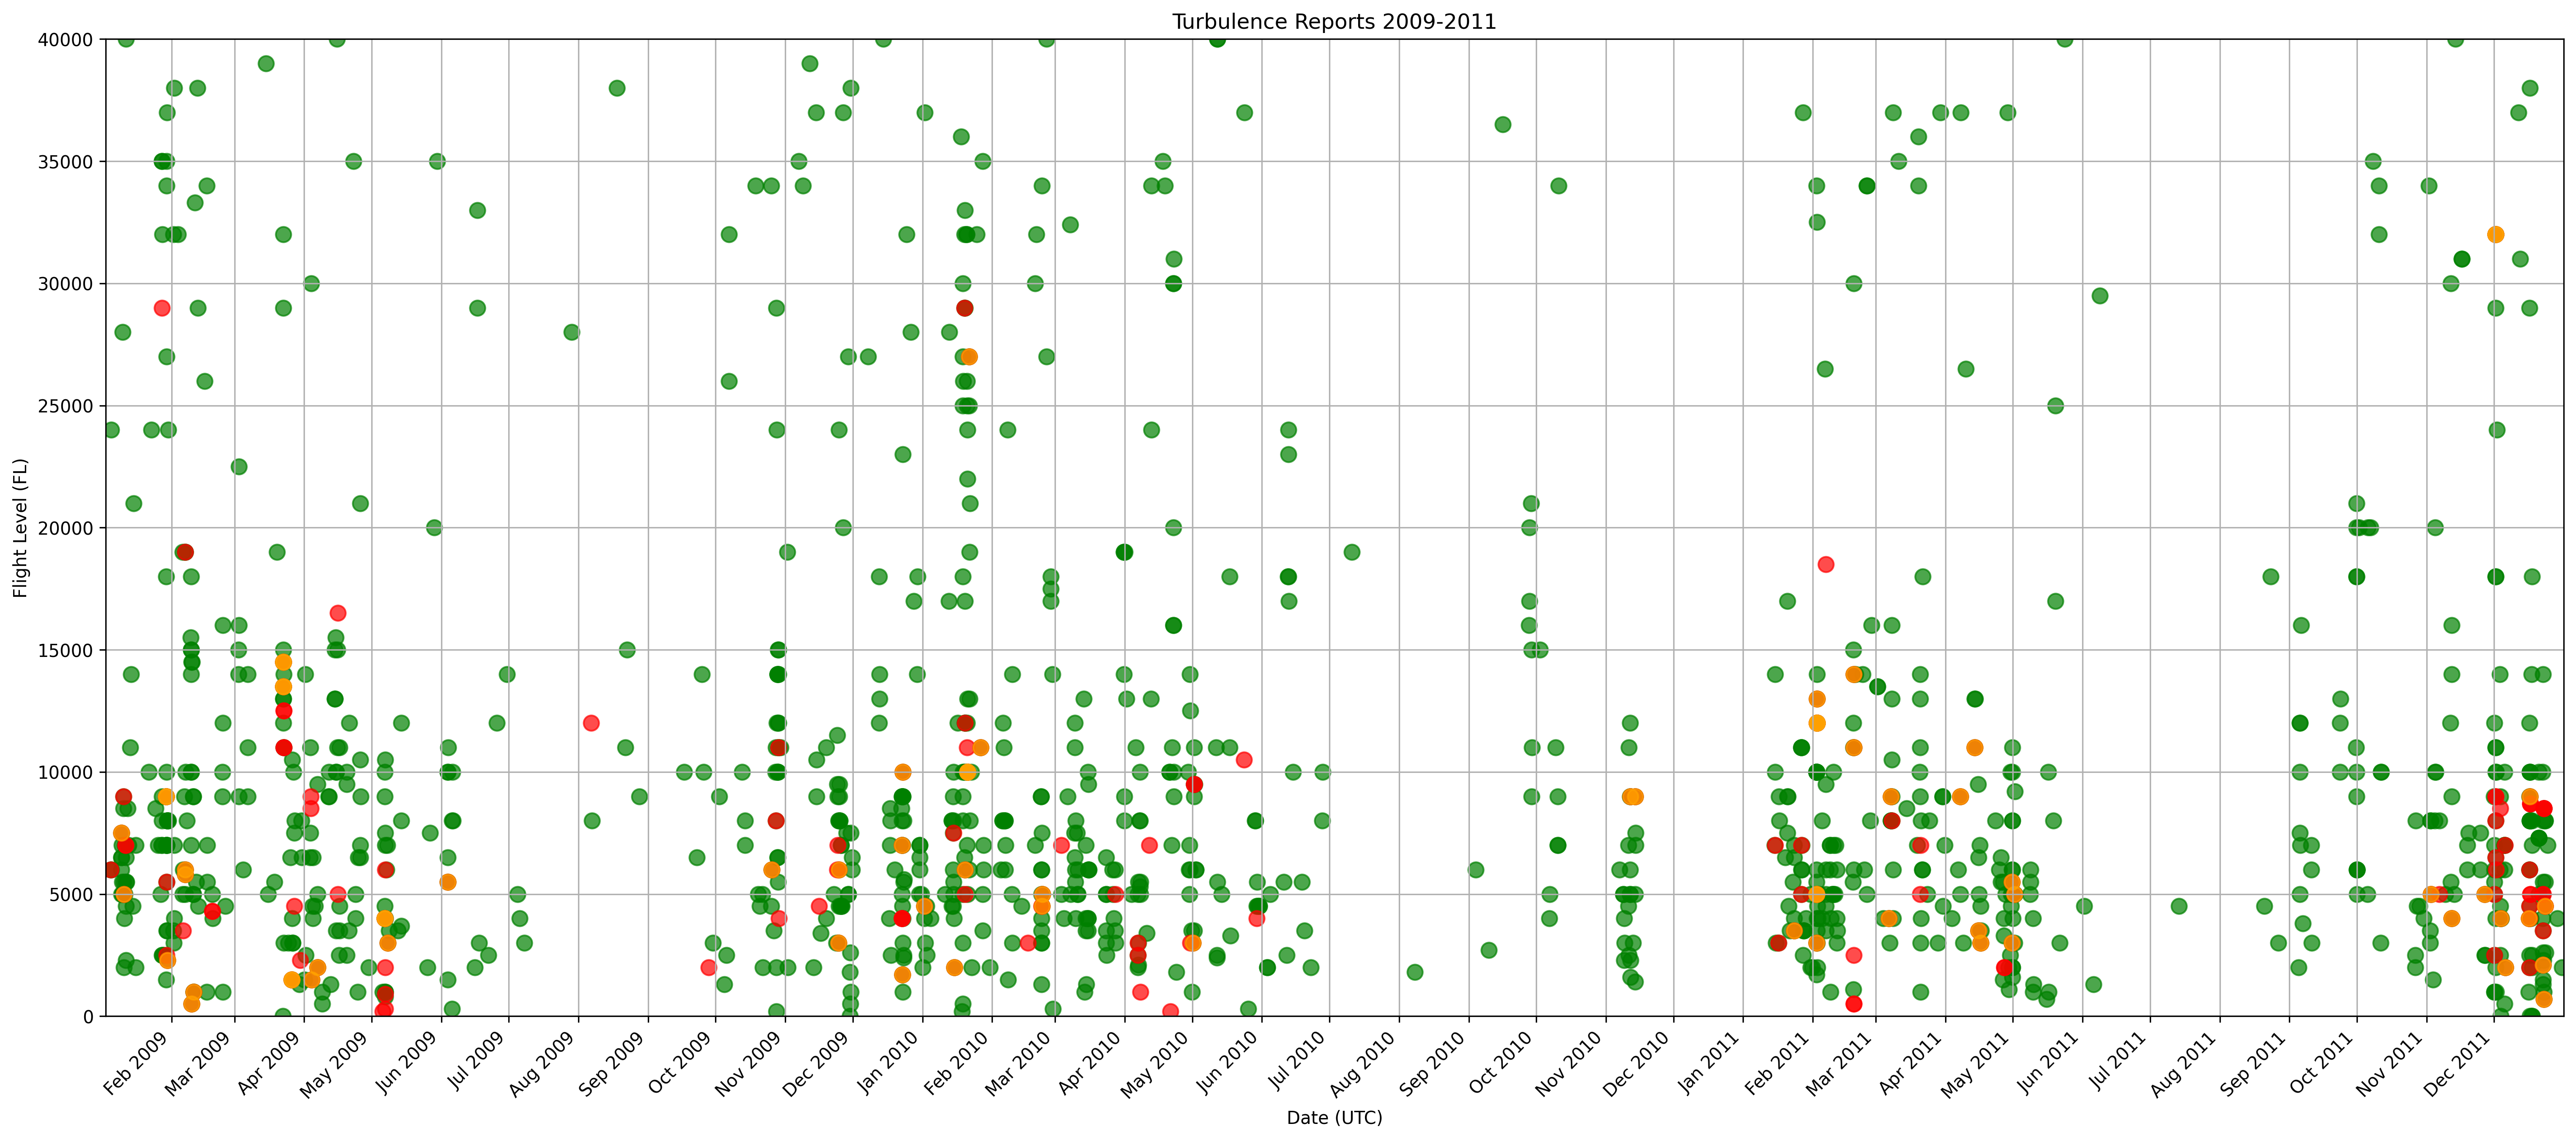 Turbulence Reports 2009-2011
Flight Level (FL)
40000
35000
30000
25000
20000
15000
10000
5000
0
Feb 2009
Mar 2009
Apr 2009
May 2009
Jun 2009
Jul 2009
Aug 2009
Sep 2009
Oct 2009
Nov 2009
Dec 2009
Jan 2010
Feb 2010
Mar 2010
Apr 2010
May 2010
Jun 2010
Jul 2010
Aug 2010
Sep 2010
Oct 2010
Nov 2010
Dec 2010
Jan 2011
Feb 2011
Mar 2011
Apr 2011
May 2011
Jun 2011
Jul 2011
Aug 2011
Sep 2011
Oct 2011
Nov 2011
Dec 2011
Date (UTC)